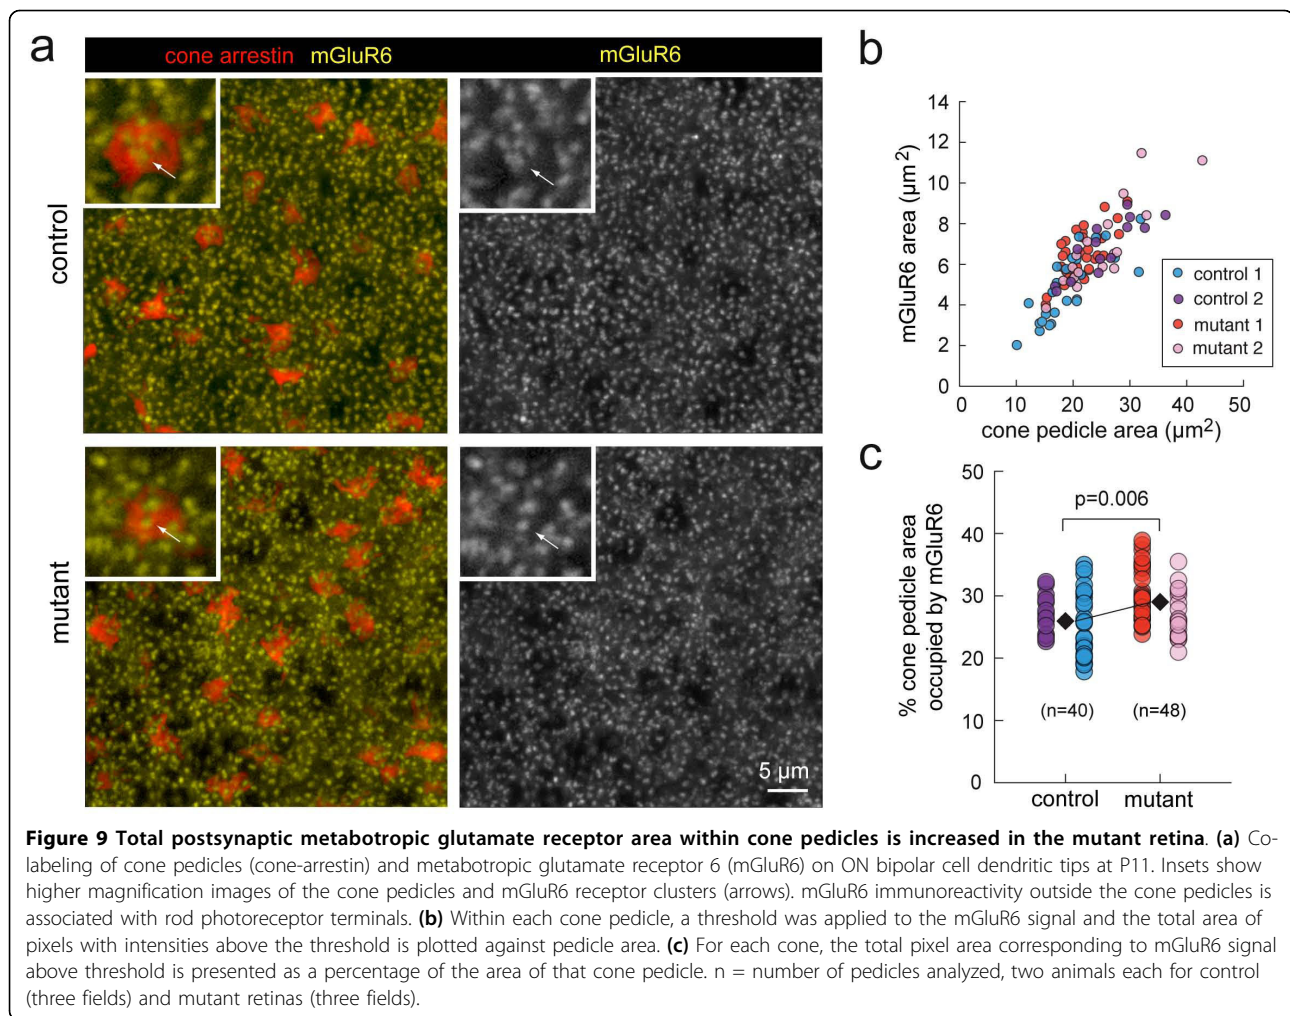 a
cone arrestin mGluR6
mGluR6
control
mutant
5 µm
b
mGluR6 area (µm²)
14
12
10
8
6
4
2
0
0 10 20 30 40 50
cone pedicle area (µm²)
control 1
control 2
mutant 1
mutant 2
c
% cone pedicle area
occupied by mGluR6
50
40
30
20
10
0
p=0.006
(n=40) (n=48)
control mutant
Figure 9 Total postsynaptic metabotropic glutamate receptor area within cone pedicles is increased in the mutant retina. (a) Co-
labeling of cone pedicles (cone-arrestin) and metabotropic glutamate receptor 6 (mGluR6) on ON bipolar cell dendritic tips at P11. Insets show
higher magnification images of the cone pedicles and mGluR6 receptor clusters (arrows). mGluR6 immunoreactivity outside the cone pedicles is
associated with rod photoreceptor terminals. (b) Within each cone pedicle, a threshold was applied to the mGluR6 signal and the total area of
pixels with intensities above the threshold is plotted against pedicle area. (c) For each cone, the total pixel area corresponding to mGluR6 signal
above threshold is presented as a percentage of the area of that cone pedicle. n = number of pedicles analyzed, two animals each for control
(three fields) and mutant retinas (three fields).